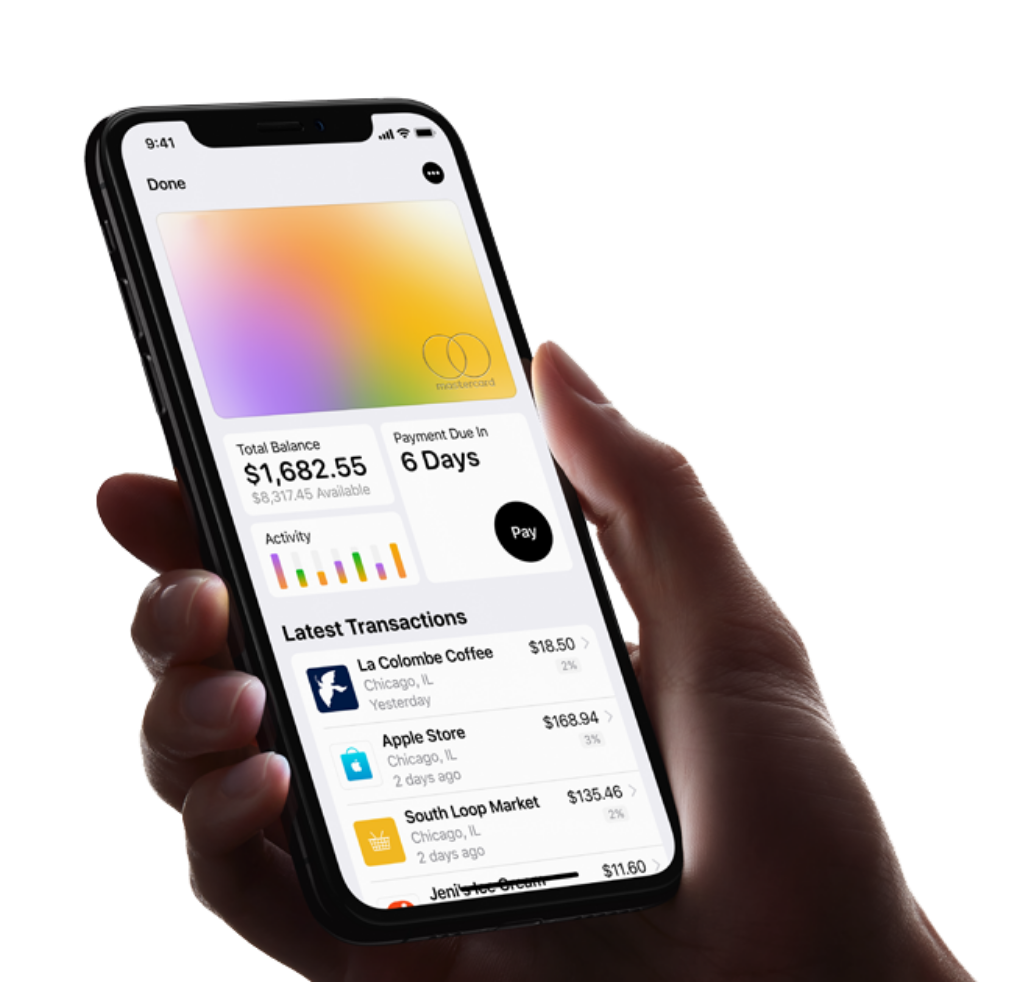 9:41
Done
mastercard
Total Balance
$1,682.55
$8,317.45 Available
Payment Due In
6 Days
Pay
Activity
Latest Transactions
La Colombe Coffee
$18.50
Chicago, IL
2%
Yesterday
Apple Store
$168.94
Chicago, IL
3%
2 days ago
South Loop Market
$135.46
Chicago, IL
2%
2 days ago
Jeni's Ice Cream
$11.60